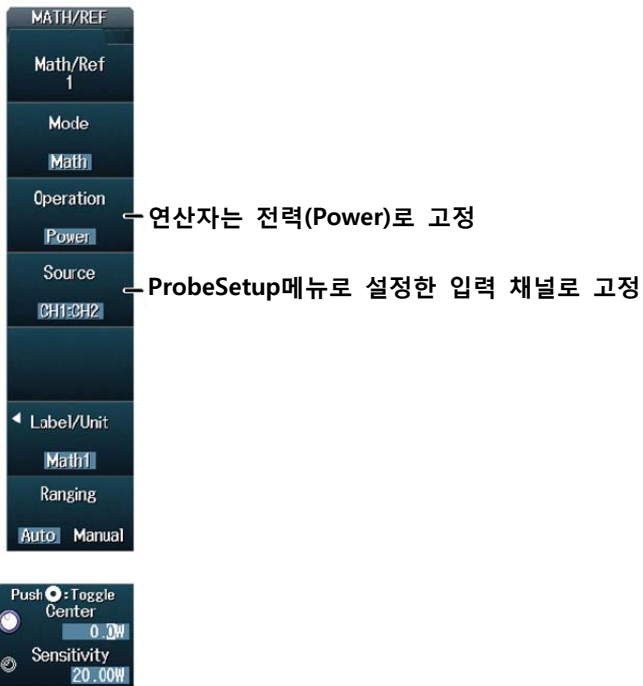 MATH/REF
Math/Ref
1
Mode
Math
Operation
Power
연산자는 전력(Power)로 고정
Source
CH1:CH2
ProbeSetup메뉴로 설정한 입력 채널로 고정
Label/Unit
Math1
Ranging
Auto Manual
Push :Toggle
Center
0.0W
Sensitivity
20.00W